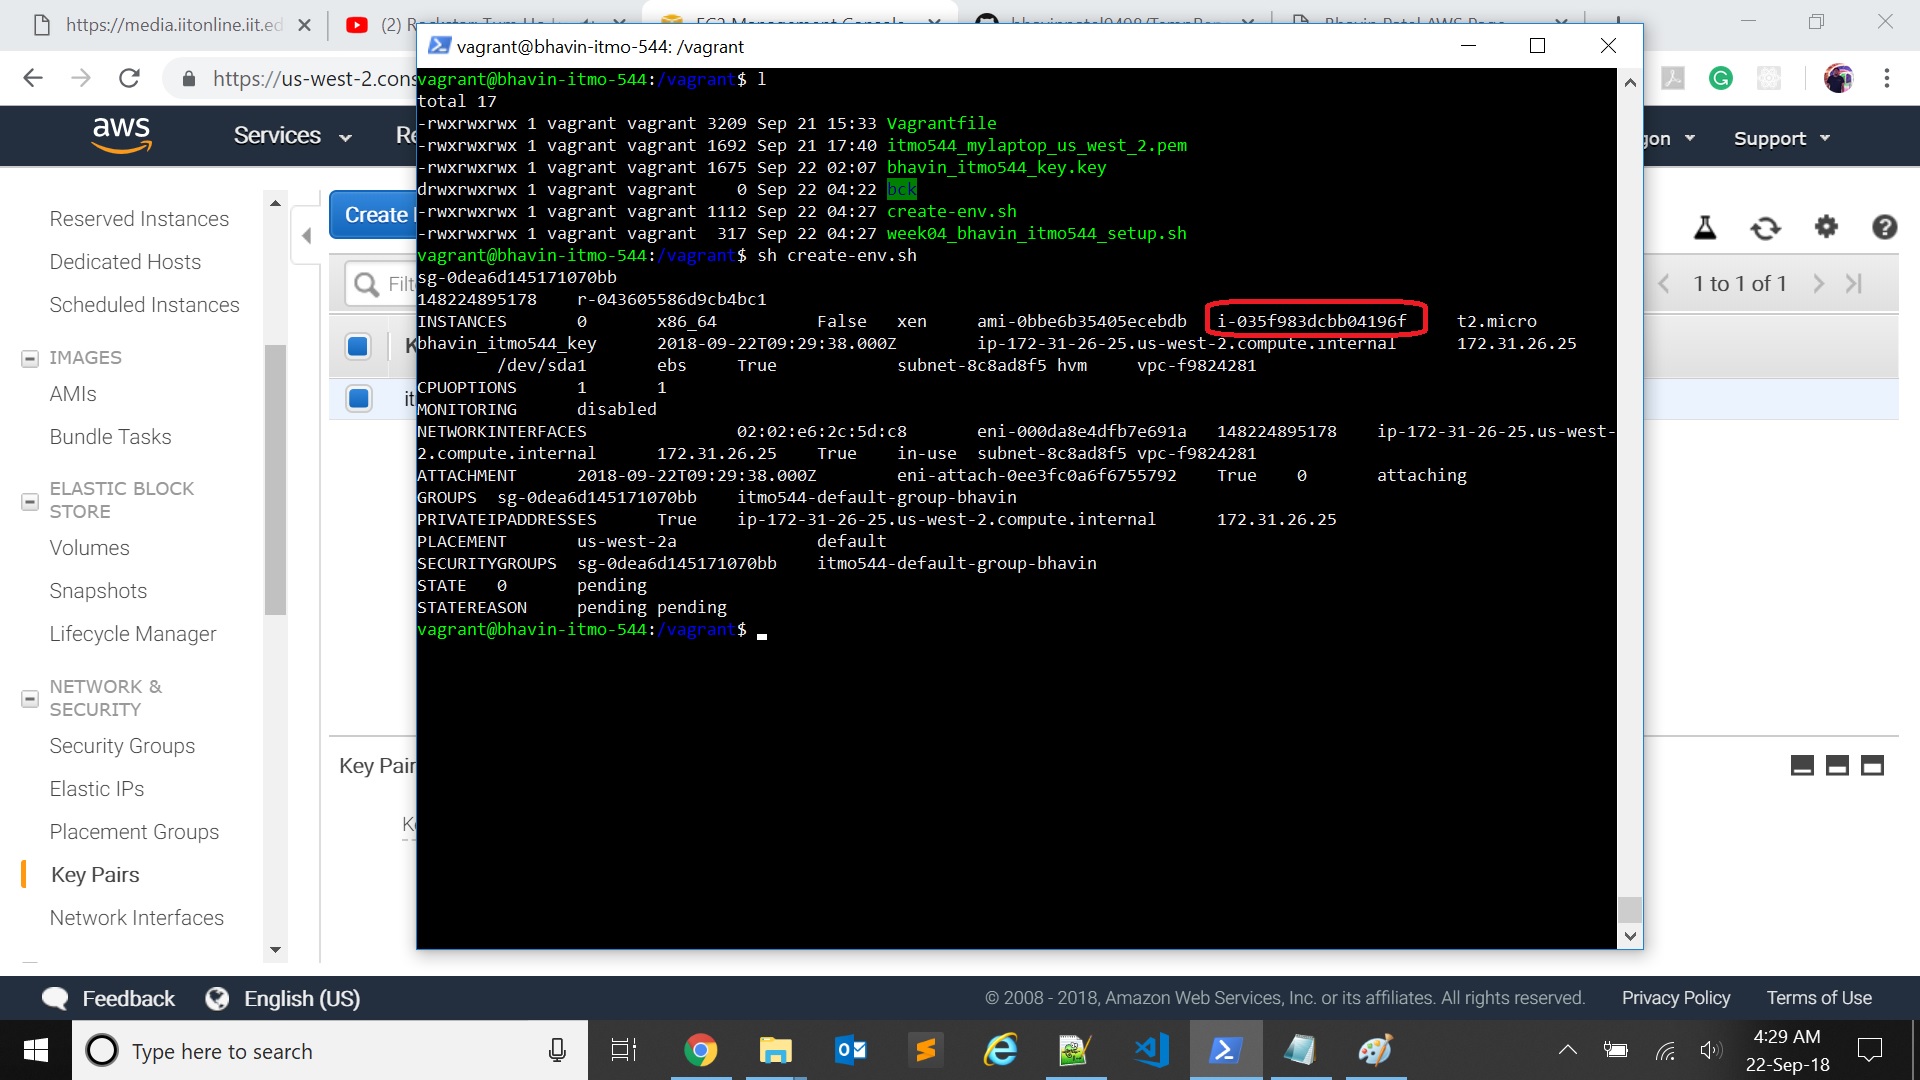 https://media.iitonline.iit.ed
vagrant@bhavin-itmo-544: /vagrant
https://us-west-2.cons
aws
Services
Support
vagrant@bhavin-itmo-544:/vagrant$ l
total 17
-rwxrwxrwx 1 vagrant vagrant 3209 Sep 21 15:33 Vagrantfile
-rwxrwxrwx 1 vagrant vagrant 1692 Sep 21 17:40 itmo544_mylaptop_us_west_2.pem
-rwxrwxrwx 1 vagrant vagrant 1675 Sep 22 02:07 bhavin_itmo544_key.key
drwxrwxrwx 1 vagrant vagrant 0 Sep 22 04:22 bck
-rwxrwxrwx 1 vagrant vagrant 1112 Sep 22 04:27 create-env.sh
-rwxrwxrwx 1 vagrant vagrant 317 Sep 22 04:27 week04_bhavin_itmo544_setup.sh
vagrant@bhavin-itmo-544:/vagrant$ sh create-env.sh
sg-0dea6d145171070bb
148224895178 r-043605586d9cb4bc1
INSTANCES 0 x86_64 False xen ami-0bbe6b35405ecebdb i-035f983dcbb04196f t2.micro
bhavin_itmo544_key 2018-09-22T09:29:38.000Z ip-172-31-26-25.us-west-2.compute.internal 172.31.26.25
/dev/sda1 ebs True subnet-8c8ad8f5 hvm vpc-f9824281
CPUOPTIONS 1 1
MONITORING disabled
NETWORKINTERFACES 02:02:e6:2c:5d:c8 eni-000da8e4dfb7e691a 148224895178 ip-172-31-26-25.us-west-
2.compute.internal 172.31.26.25 True in-use subnet-8c8ad8f5 vpc-f9824281
ATTACHMENT 2018-09-22T09:29:38.000Z eni-attach-0ee3fc0a6f6755792 True 0 attaching
GROUPS sg-0dea6d145171070bb itmo544-default-group-bhavin
PRIVATEIPADDRESSES True ip-172-31-26-25.us-west-2.compute.internal 172.31.26.25
PLACEMENT us-west-2a default
SECURITYGROUPS sg-0dea6d145171070bb itmo544-default-group-bhavin
STATE 0 pending
STATEREASON pending pending
vagrant@bhavin-itmo-544:/vagrant$
Reserved Instances
Dedicated Hosts
Scheduled Instances
IMAGES
AMIs
Bundle Tasks
ELASTIC BLOCK
STORE
Volumes
Snapshots
Lifecycle Manager
NETWORK &
SECURITY
Security Groups
Elastic IPs
Placement Groups
Key Pairs
Network Interfaces
Create
1 to 1 of 1
Key Pair
Feedback
English (US)
© 2008 - 2018, Amazon Web Services, Inc. or its affiliates. All rights reserved.
Privacy Policy
Terms of Use
Type here to search
4:29 AM
22-Sep-18